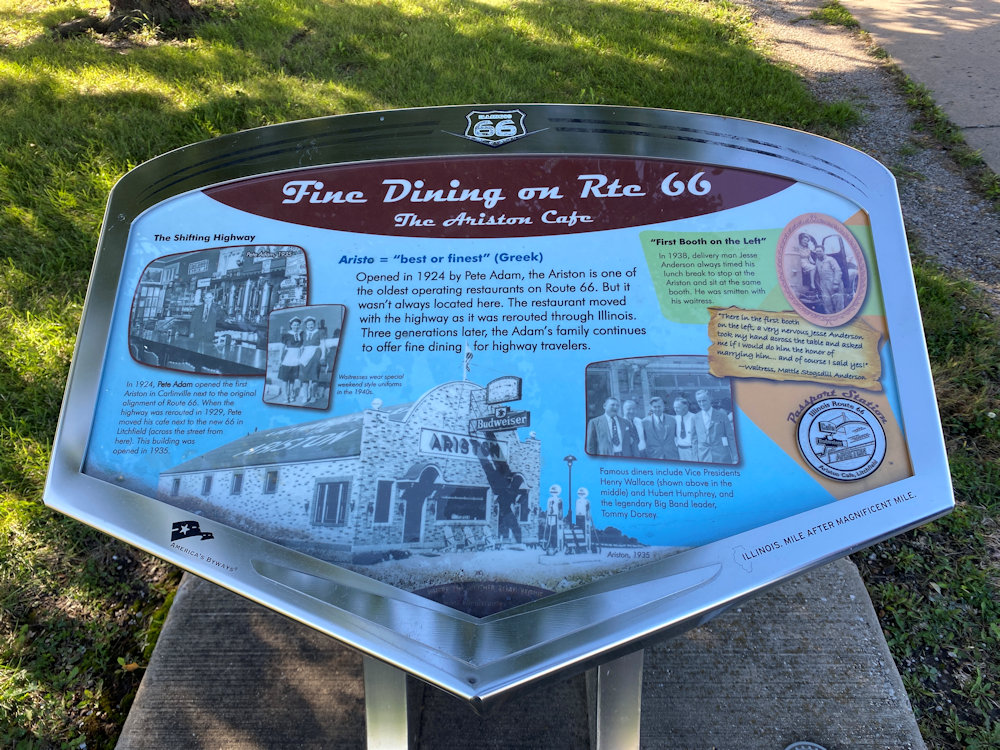 ILLINOIS
66
Fine Dining on Rte 66
The Ariston Cafe
The Shifting Highway
Pete Adam, 1935
In 1924, Pete Adam opened the first
Ariston in Carlinville next to the original
alignment of Route 66. When the
highway was rerouted in 1929, Pete
moved his cafe next to the new 66 in
Litchfield (across the street from
here). This building was
opened in 1935.
Waitresses wear special
weekend style uniforms
in the 1940s.
Aristo = "best or finest" (Greek)
Opened in 1924 by Pete Adam, the Ariston is one of
the oldest operating restaurants on Route 66. But it
wasn't always located here. The restaurant moved
with the highway as it was rerouted through Illinois.
Three generations later, the Adam's family continues
to offer fine dining for highway travelers.
"First Booth on the Left"
In 1938, delivery man Jesse
Anderson always timed his
lunch break to stop at the
Ariston and sit at the same
booth. He was smitten with
his waitress.
"There in the first booth
on the left, a very nervous Jesse Anderson
took my hand across the table and asked
me if I would do him the honor of
marrying him... and of course I said yes!"
—Waitress, Mattie Stogsdill Anderson
Budweiser
ARISTON
Ariston, 1935
Famous diners include Vice Presidents
Henry Wallace (shown above in the
middle) and Hubert Humphrey, and
the legendary Big Band leader,
Tommy Dorsey.
Passport Station
Illinois Route 66
ARISTON
Ariston Cafe, Litchfield
AMERICA'S BYWAYS®
ILLINOIS. MILE AFTER MAGNIFICENT MILE.